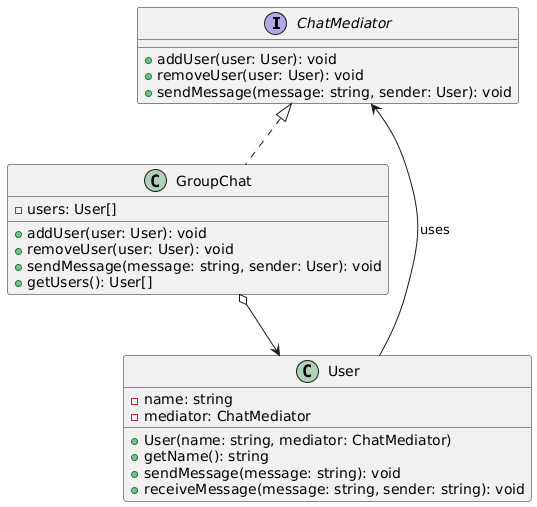 I ChatMediator
addUser(user: User): void
removeUser(user: User): void
sendMessage(message: string, sender: User): void
C GroupChat
users: User[]
addUser(user: User): void
removeUser(user: User): void
sendMessage(message: string, sender: User): void
getUsers(): User[]
uses
C User
name: string
mediator: ChatMediator
User(name: string, mediator: ChatMediator)
getName(): string
sendMessage(message: string): void
receiveMessage(message: string, sender: string): void